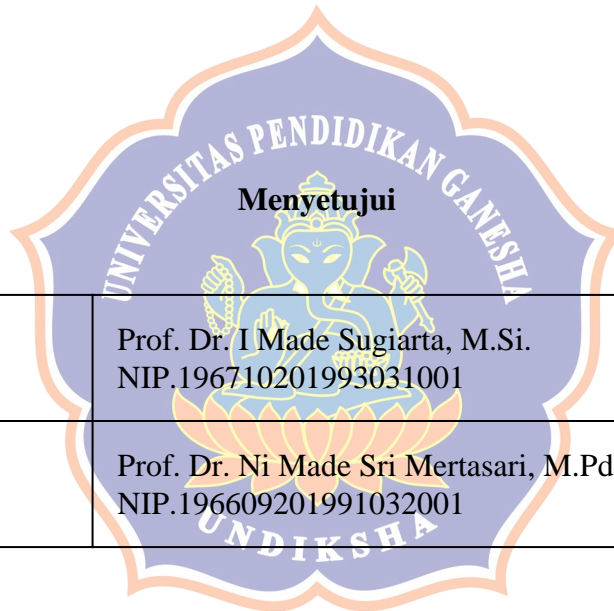 UNIVERSITAS PENDIDIKAN GANESHA
Menyetujui
Prof. Dr. I Made Sugiarta, M.Si.
NIP.196710201993031001
Prof. Dr. Ni Made Sri Mertasari, M.Pd
NIP.196609201991032001
UNDIKSHA